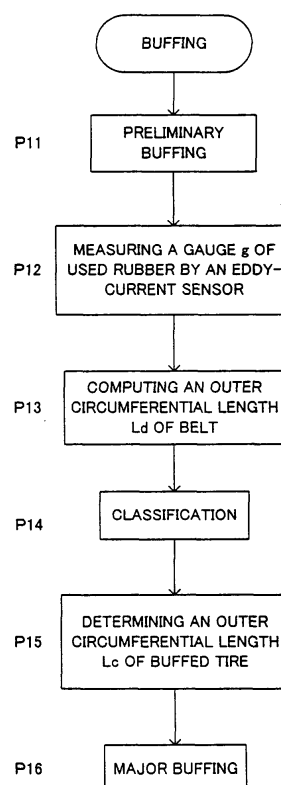 BUFFING
P11
PRELIMINARY
BUFFING
P12
MEASURING A GAUGE g OF
USED RUBBER BY AN EDDY-
CURRENT SENSOR
P13
COMPUTING AN OUTER
CIRCUMFERENTIAL LENGTH
Ld OF BELT
P14
CLASSIFICATION
P15
DETERMINING AN OUTER
CIRCUMFERENTIAL LENGTH
Lc OF BUFFED TIRE
P16
MAJOR BUFFING